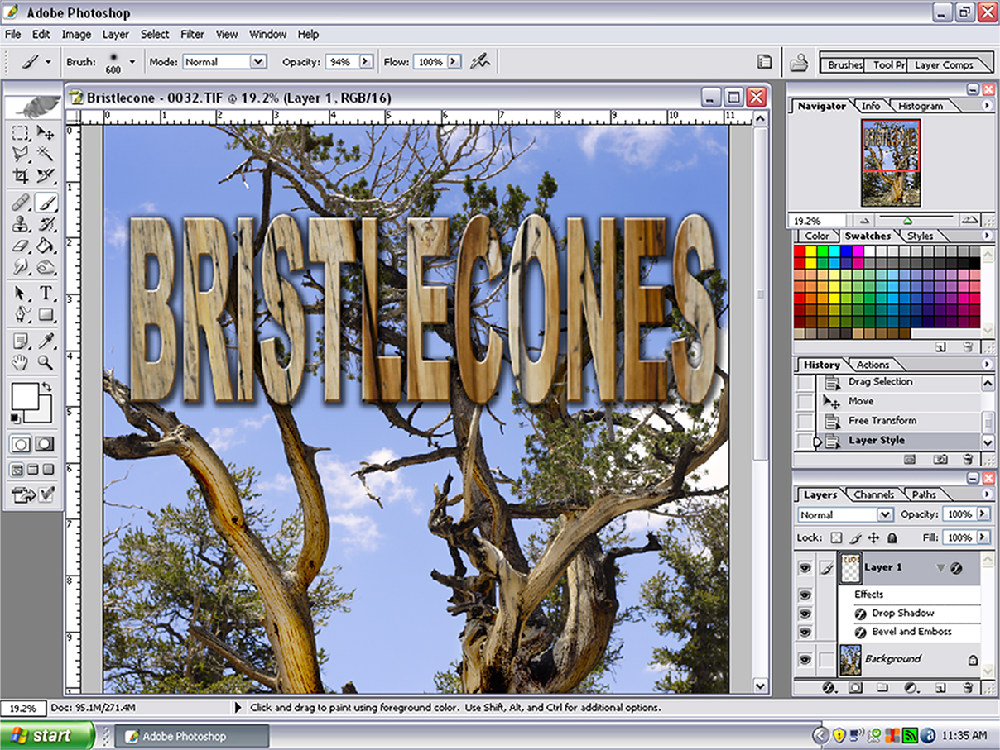 Adobe Photoshop
File Edit Image Layer Select Filter View Window Help
Brush: 600 Mode: Normal Opacity: 94% Flow: 100% Brushes Tool Pr Layer Comps
Bristlecone - 0032.TIF @ 19.2% (Layer 1, RGB/16)
0 1 2 3 4 5 6 7 8 9 10 11
0
1
2
3
4
5
6
7
8
9
BRISTLECONES
Navigator Info Histogram
19.2%
Color Swatches Styles
History Actions
Drag Selection
Move
Free Transform
Layer Style
Layers Channels Paths
Normal Opacity: 100%
Lock: Fill: 100%
Layer 1
Effects
Drop Shadow
Bevel and Emboss
Background
19.2% Doc: 95.1M/271.4M Click and drag to paint using foreground color. Use Shift, Alt, and Ctrl for additional options.
start Adobe Photoshop 11:35 AM